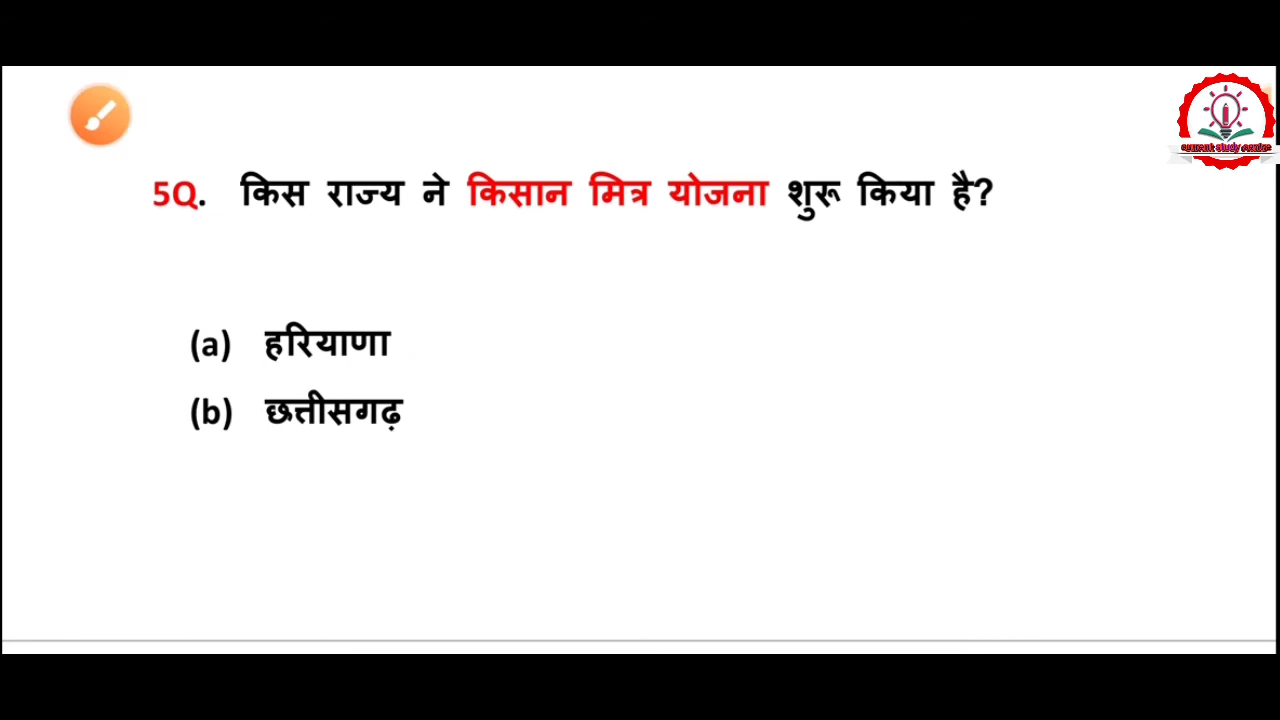 5Q. किस राज्य ने किसान मित्र योजना शुरू किया है?
(a) हरियाणा
(b) छत्तीसगढ़